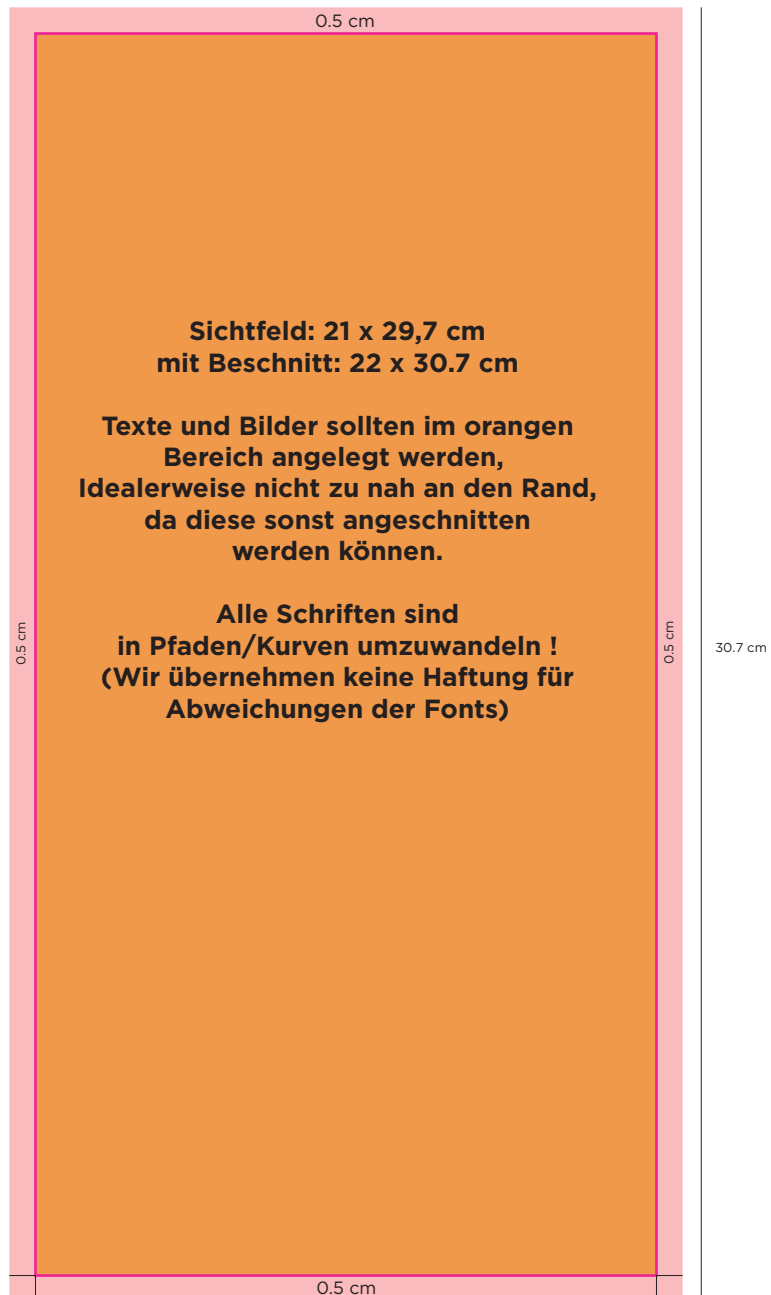 0.5 cm
Sichtfeld: 21 x 29,7 cm
mit Beschnitt: 22 x 30.7 cm
Texte und Bilder sollten im orangen
Bereich angelegt werden,
Idealerweise nicht zu nah an den Rand,
da diese sonst angeschnitten
werden können.
Alle Schriften sind
in Pfaden/Kurven umzuwandeln !
(Wir übernehmen keine Haftung für
Abweichungen der Fonts)
0.5 cm
0.5 cm
30.7 cm
0.5 cm